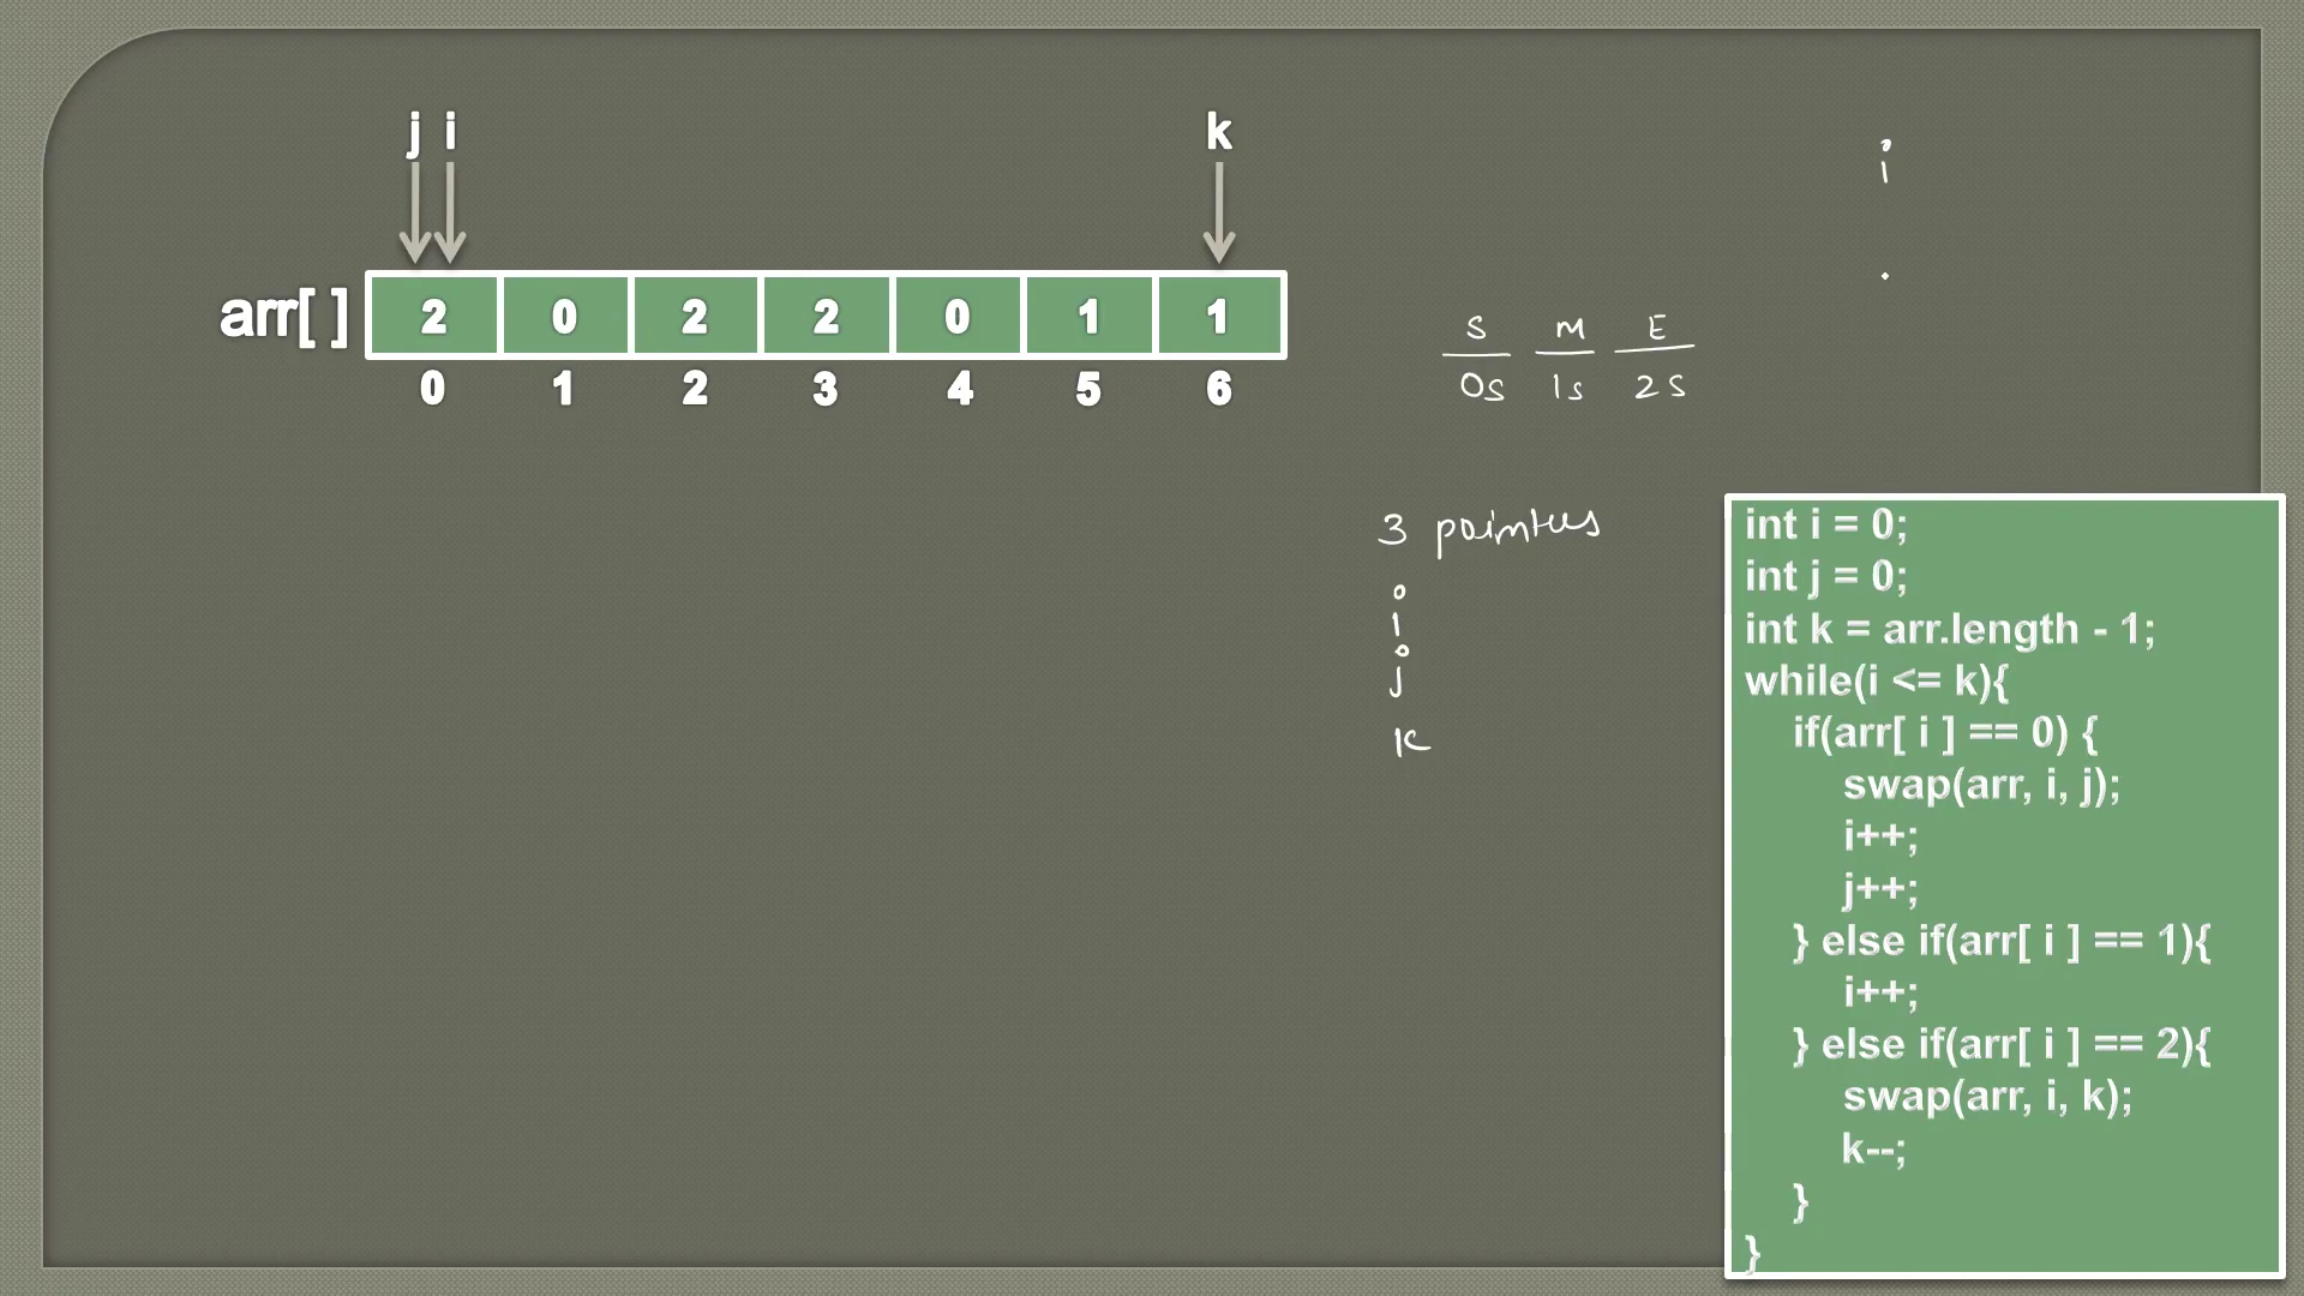 j i k
i
arr[ ] 2 0 2 2 0 1 1
0 1 2 3 4 5 6
S M E
0s 1s 2s
3 pointers
i
j
k
int i = 0;
int j = 0;
int k = arr.length - 1;
while(i <= k){
if(arr[ i ] == 0) {
swap(arr, i, j);
i++;
j++;
} else if(arr[ i ] == 1){
i++;
} else if(arr[ i ] == 2){
swap(arr, i, k);
k--;
}
}